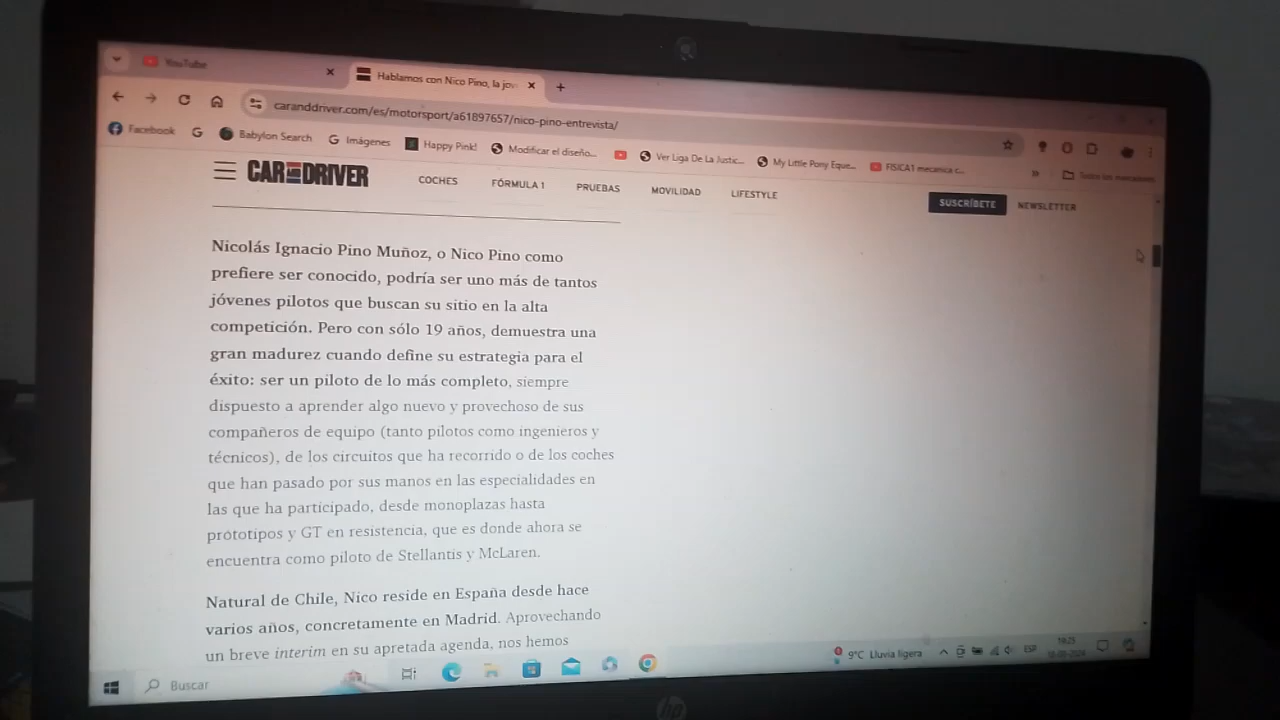 YouTube
Hablamos con Nico Pino, la jov
caranddriver.com/es/motorsport/a61897657/nico-pino-entrevista/
Facebook
Babylon Search
Imágenes
Happy Pink!
Modificar el diseño...
Ver Liga De La Justic...
My Little Pony Eque...
FISICA1 mecanica c...
Todos los marcadores
CAR AND DRIVER
COCHES
FÓRMULA 1
PRUEBAS
MOVILIDAD
LIFESTYLE
SUSCRÍBETE
NEWSLETTER
Nicolás Ignacio Pino Muñoz, o Nico Pino como
prefiere ser conocido, podría ser uno más de tantos
jóvenes pilotos que buscan su sitio en la alta
competición. Pero con sólo 19 años, demuestra una
gran madurez cuando define su estrategia para el
éxito: ser un piloto de lo más completo, siempre
dispuesto a aprender algo nuevo y provechoso de sus
compañeros de equipo (tanto pilotos como ingenieros y
técnicos), de los circuitos que ha recorrido o de los coches
que han pasado por sus manos en las especialidades en
las que ha participado, desde monoplazas hasta
prototipos y GT en resistencia, que es donde ahora se
encuentra como piloto de Stellantis y McLaren.
Natural de Chile, Nico reside en España desde hace
varios años, concretamente en Madrid. Aprovechando
un breve interim en su apretada agenda, nos hemos
Buscar
9°C Lluvia ligera
ESP
hp